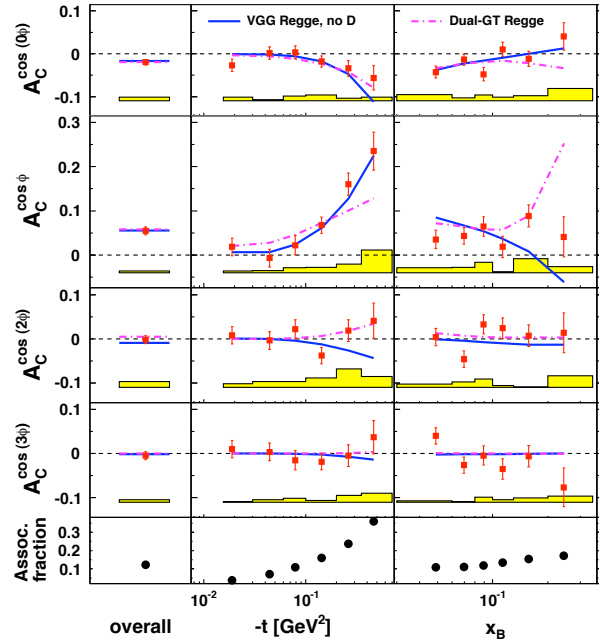 VGG Regge, no D
Dual-GT Regge
A_C^cos (0φ)
0.1
0
-0.1
A_C^cos φ
0.3
0.2
0.1
0
A_C^cos (2φ)
0.1
0
-0.1
A_C^cos (3φ)
0.1
0
-0.1
Assoc. fraction
0.3
0.2
0.1
10^-2
10^-1
10^-1
overall
-t [GeV^2]
x_B